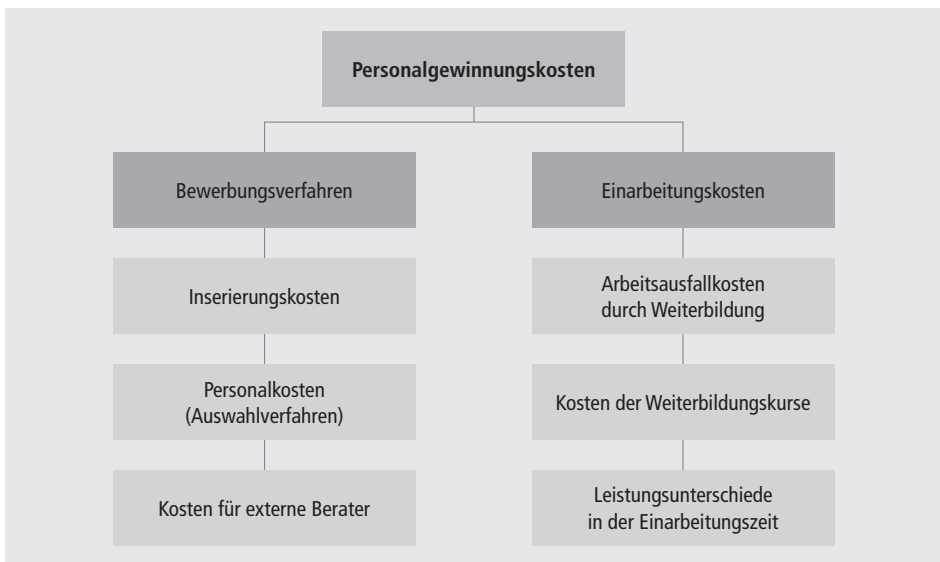 Personalgewinnungskosten
Bewerbungsverfahren
Inserierungskosten
Personalkosten
(Auswahlverfahren)
Kosten für externe Berater
Einarbeitungskosten
Arbeitsausfallkosten
durch Weiterbildung
Kosten der Weiterbildungskurse
Leistungsunterschiede
in der Einarbeitungszeit